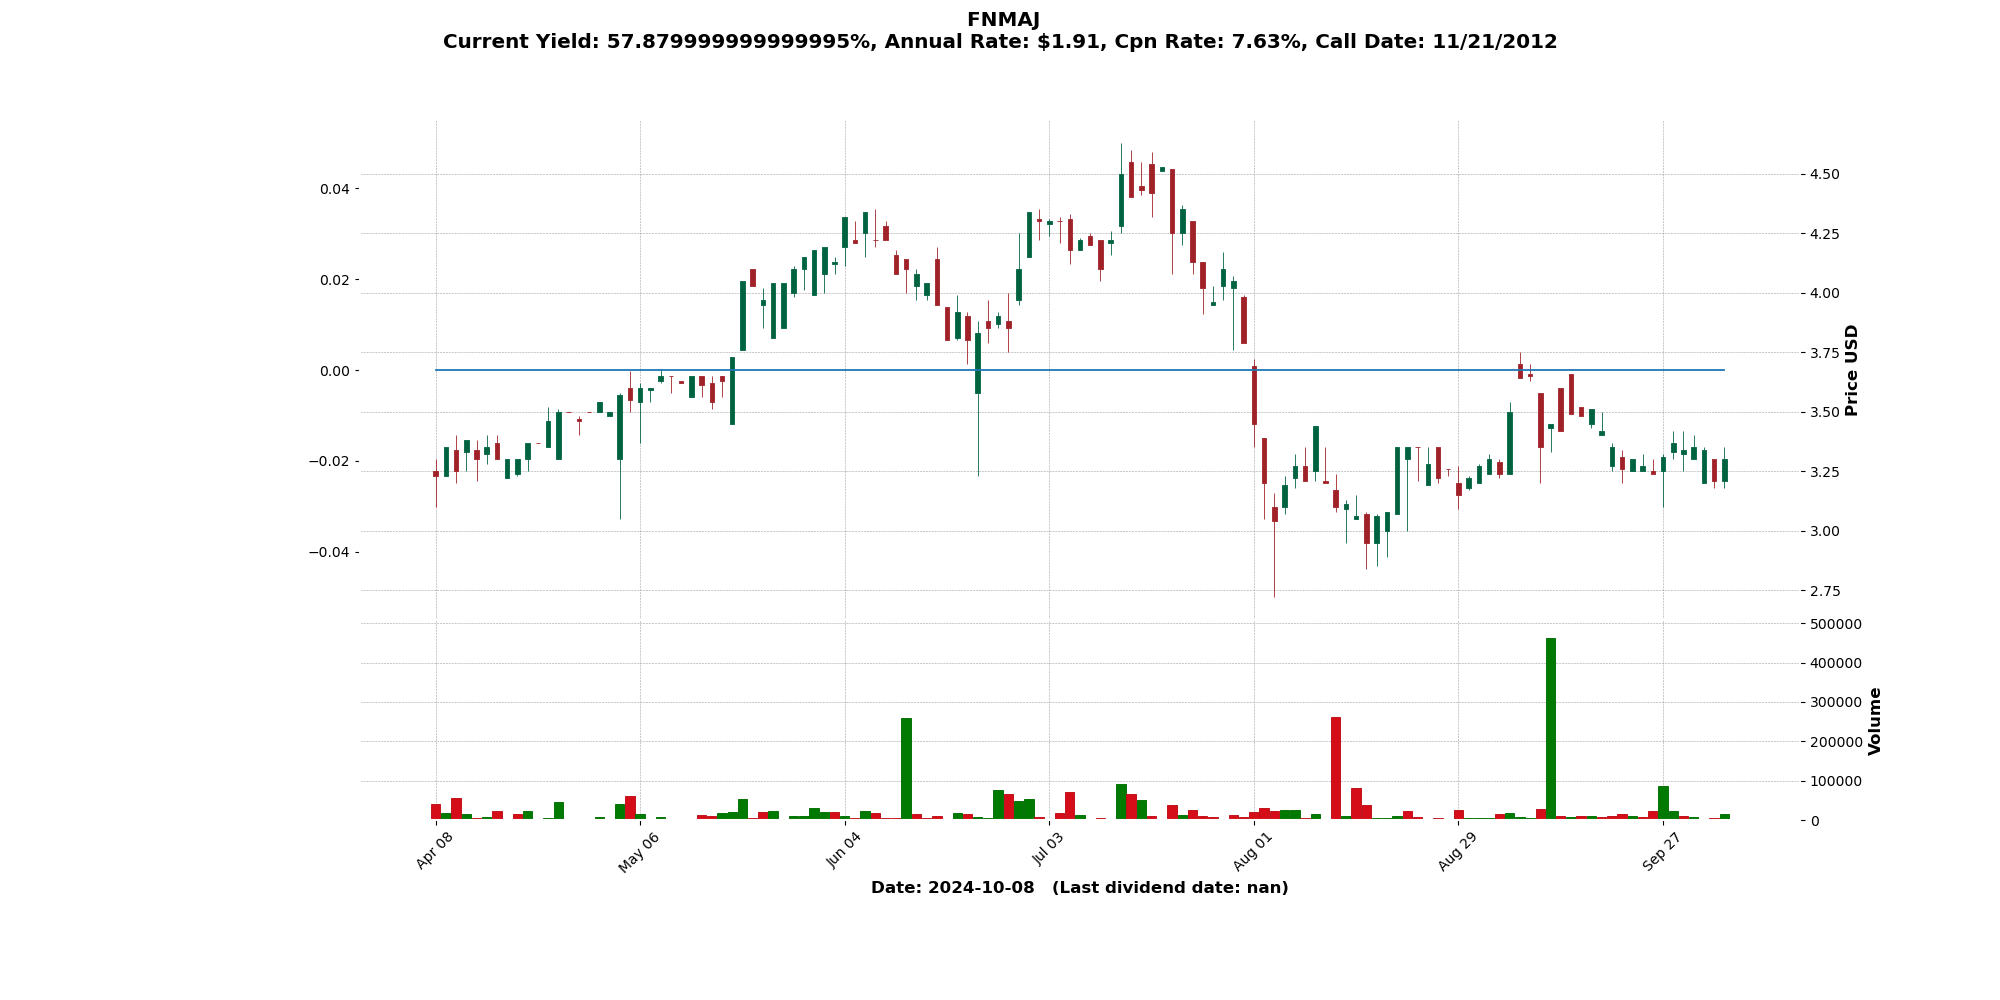 FNMAJ
Current Yield: 57.879999999999995%, Annual Rate: $1.91, Cpn Rate: 7.63%, Call Date: 11/21/2012
0.04
0.02
0.00
−0.02
−0.04
4.50
4.25
4.00
3.75
3.50
3.25
3.00
2.75
Price USD
500000
400000
300000
200000
100000
0
Volume
Apr 08
May 06
Jun 04
Jul 03
Aug 01
Aug 29
Sep 27
Date: 2024-10-08   (Last dividend date: nan)